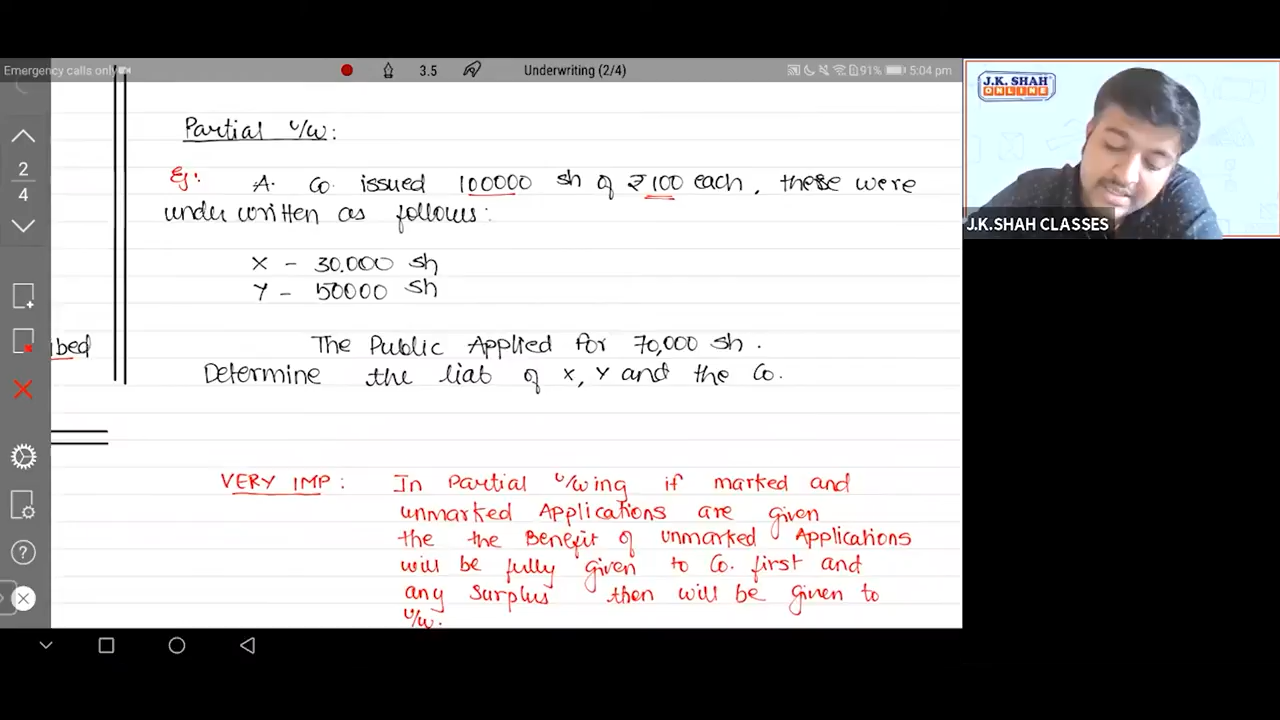 Emergency calls only
3.5
Underwriting (2/4)
91%
5:04 pm
J.K. SHAH
ONLINE
J.K.SHAH CLASSES
2
4
ibed
Partial U/W:
Eg:
A. Co. issued 100000 sh of ₹100 each, these were
underwritten as follows:
X - 30.000 sh
Y - 50000 sh
The Public Applied for 70,000 sh.
Determine the liab of X, Y and the Co.
VERY IMP: In Partial U/wing if marked and
unmarked Applications are given
the the Benefit of unmarked Applications
will be fully given to Co. first and
any Surplus then will be given to
U/W.